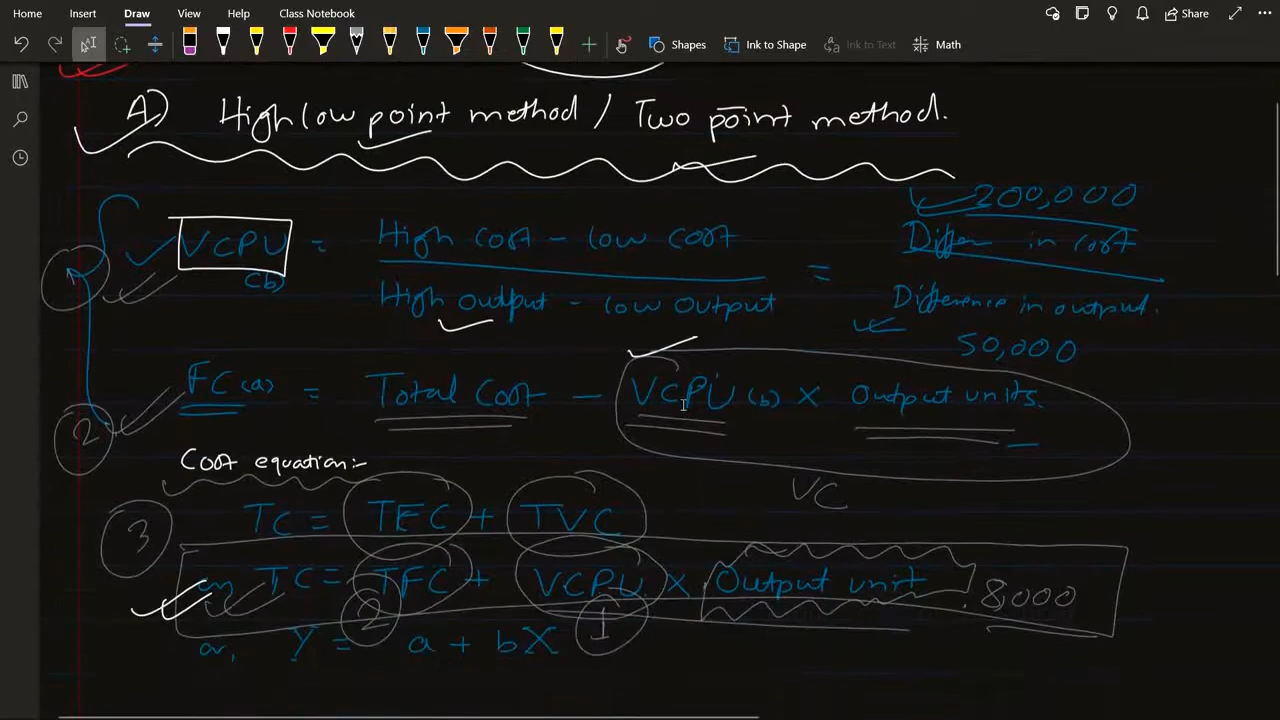 Home Insert Draw View Help Class Notebook Share
Shapes Ink to Shape Ink to Text Math
A) High low point method / Two point method.
200,000
VCPU = High cost - low cost = Differ in cost
(b) High output - low output Difference in output.
50,000
FC (a) = Total Cost - VCPU (b) × Output units.
VC
Cost equation:-
TC = TFC + TVC
or, TC = TFC + VCPU × Output unit 8,000
or, Y = a + bX
1
2
3
2
1